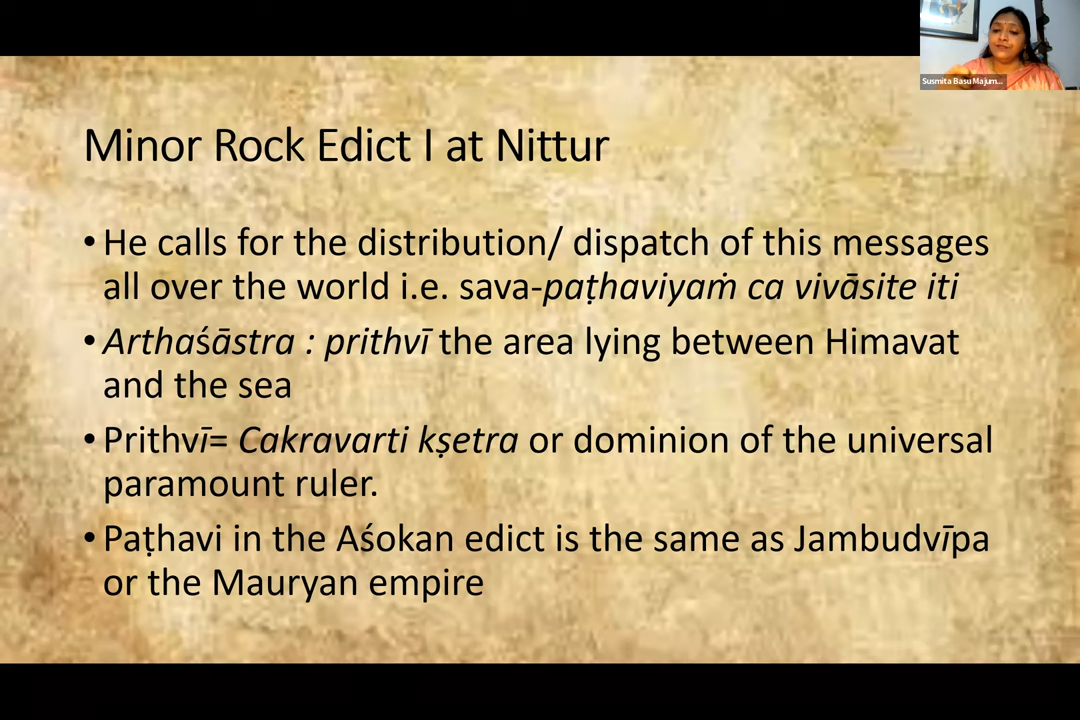 Susmita Basu Majum...
Minor Rock Edict I at Nittur
• He calls for the distribution/ dispatch of this messages
all over the world i.e. sava-paṭhaviyaṁ ca vivāsite iti
• Arthaśāstra : prithvī the area lying between Himavat
and the sea
• Prithvī= Cakravarti kṣetra or dominion of the universal
paramount ruler.
• Paṭhavi in the Aśokan edict is the same as Jambudvīpa
or the Mauryan empire